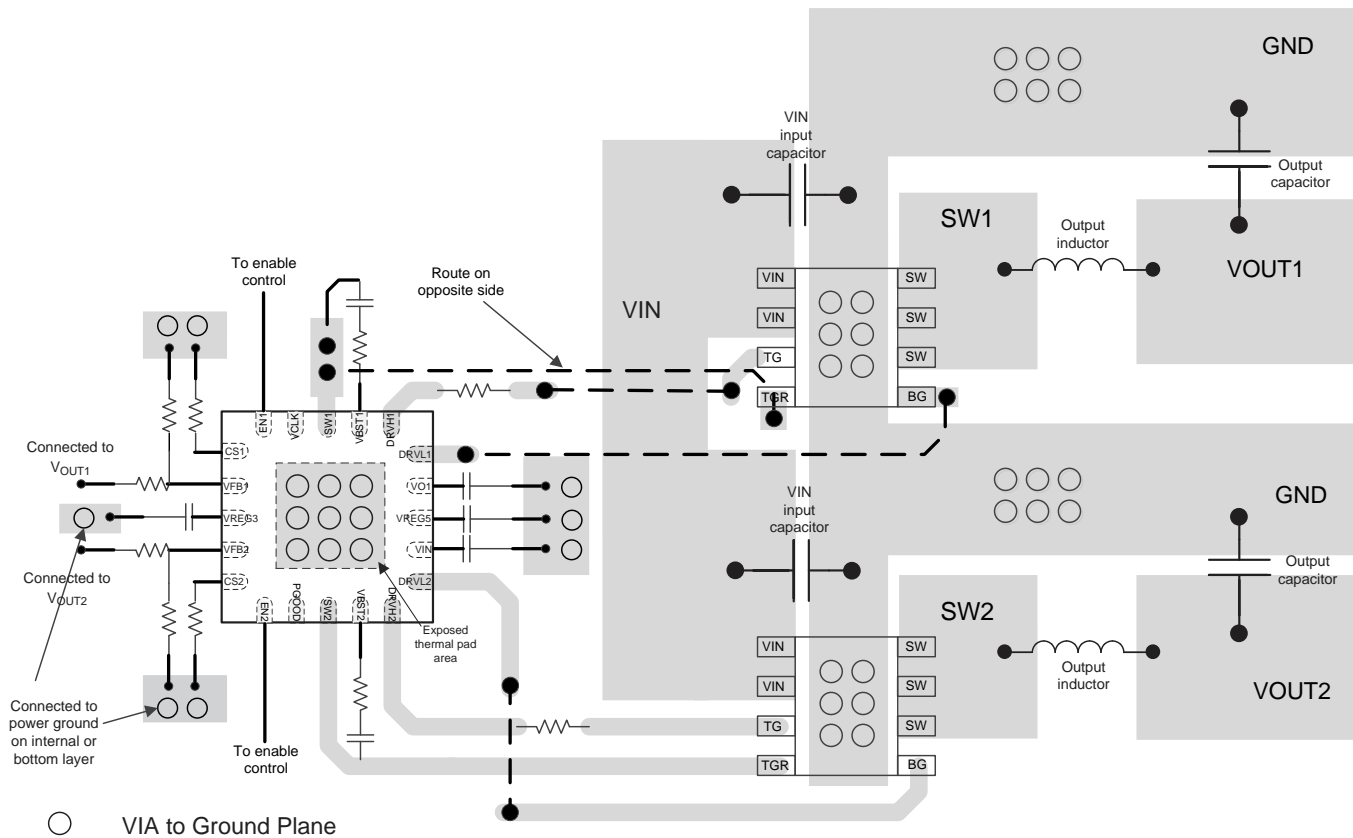 GND
VIN
input
capacitor
Output
capacitor
SW1
Output
inductor
VOUT1
To enable
control
Route on
opposite side
VIN
VIN
VIN
TG
TGR
SW
SW
SW
BG
EN1
VCLK
SW1
VBST1
DRVH1
Connected to
VOUT1
CS1
VFB1
VREG3
VFB2
CS2
DRVL1
VO1
VREG5
VIN
DRVL2
Connected to
VOUT2
EN2
PGOOD
SW2
VBST2
DRVH2
Exposed
thermal pad
area
GND
VIN
input
capacitor
Output
capacitor
SW2
Output
inductor
VOUT2
VIN
VIN
TG
TGR
SW
SW
SW
BG
Connected to
power ground
on internal or
bottom layer
To enable
control
VIA to Ground Plane